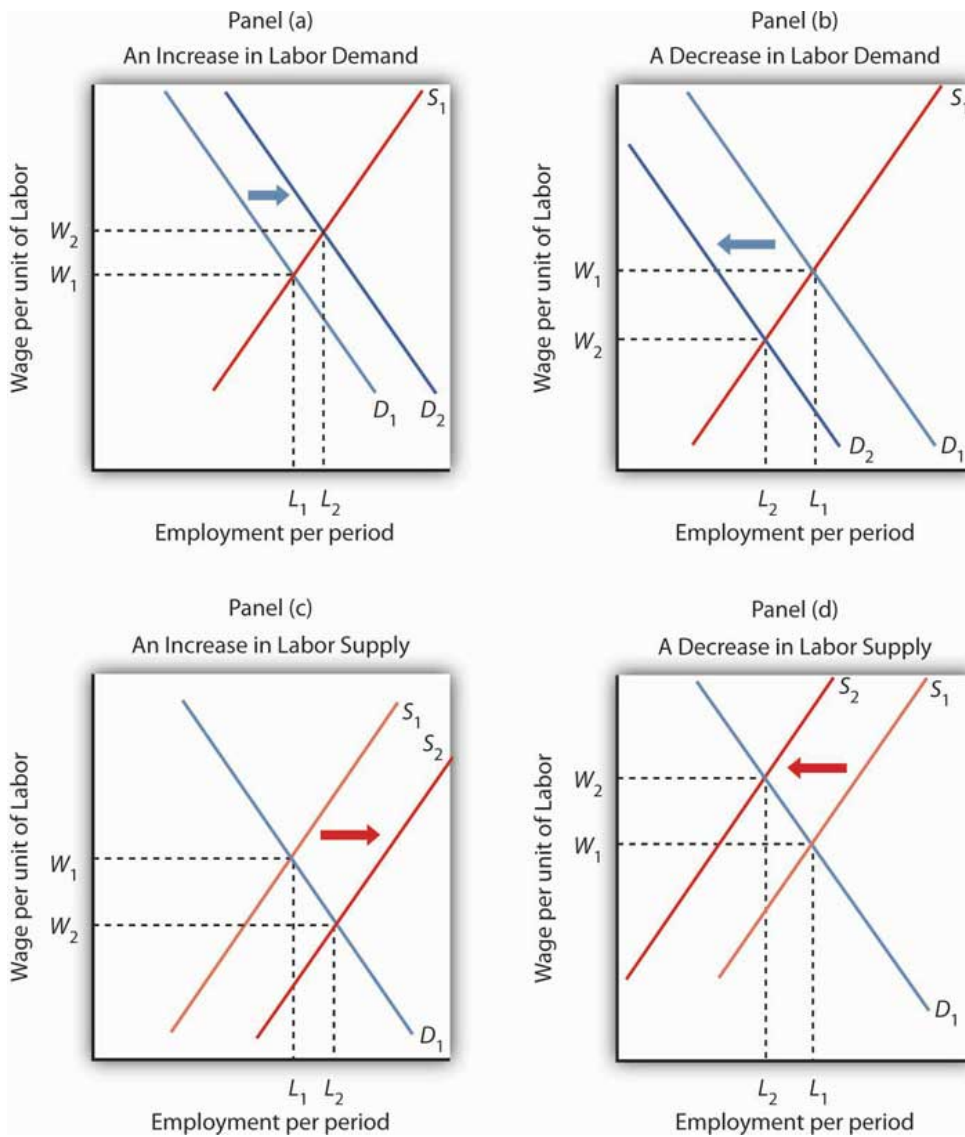 Panel (a)
An Increase in Labor Demand
Wage per unit of Labor
S1
W2
W1
D1
D2
L1 L2
Employment per period
Panel (b)
A Decrease in Labor Demand
Wage per unit of Labor
S1
W1
W2
D2
D1
L2 L1
Employment per period
Panel (c)
An Increase in Labor Supply
Wage per unit of Labor
S1
S2
W1
W2
D1
L1 L2
Employment per period
Panel (d)
A Decrease in Labor Supply
Wage per unit of Labor
S2
S1
W2
W1
D1
L2 L1
Employment per period